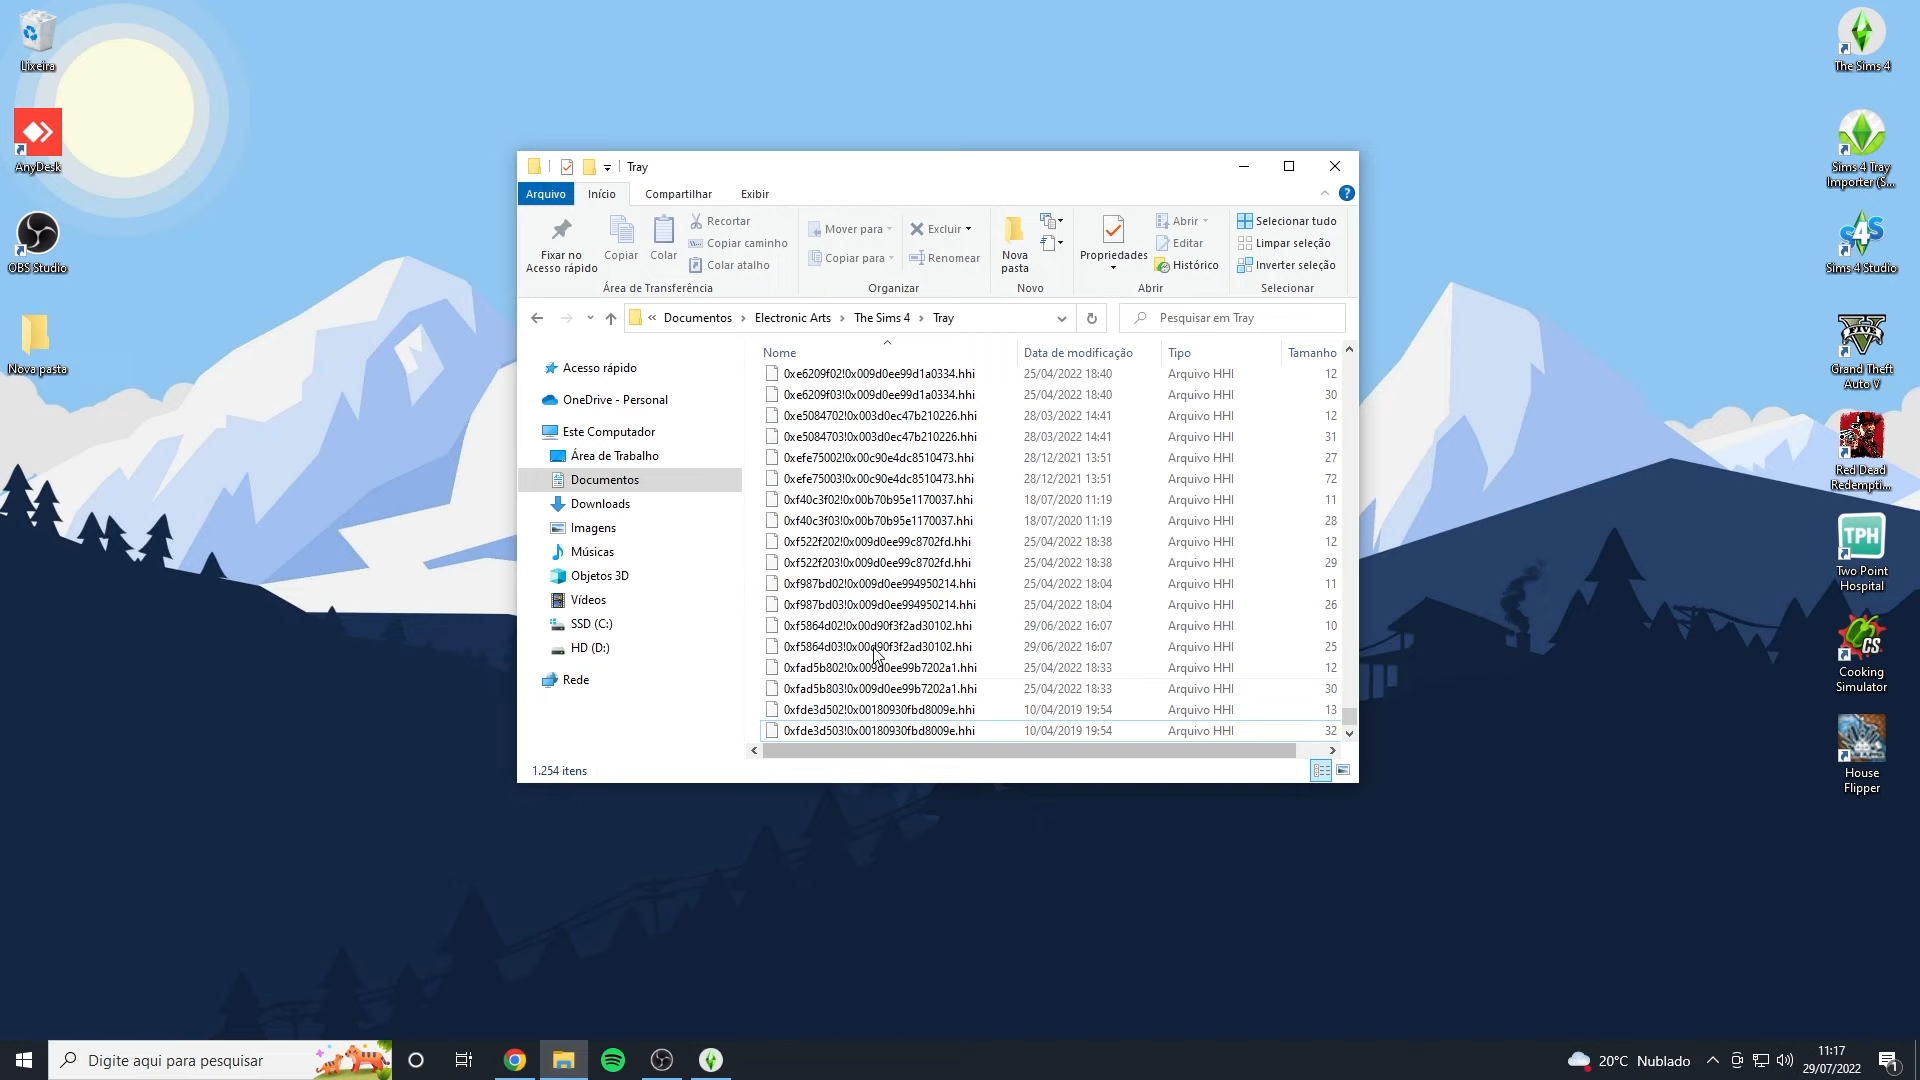 Lixeira
AnyDesk
OBS Studio
Nova pasta
The Sims 4
Sims 4 Tray
Importer (S...
Sims 4 Studio
Grand Theft
Auto V
Red Dead
Redempti...
TPH
Two Point
Hospital
CS
Cooking
Simulator
House
Flipper
Tray
Arquivo
Início
Compartilhar
Exibir
Fixar no
Acesso rápido
Copiar
Colar
Recortar
Copiar caminho
Colar atalho
Área de Transferência
Mover para
Copiar para
Excluir
Renomear
Organizar
Nova
pasta
Novo
Propriedades
Abrir
Editar
Histórico
Abrir
Selecionar tudo
Limpar seleção
Inverter seleção
Selecionar
« Documentos > Electronic Arts > The Sims 4 > Tray
Pesquisar em Tray
Acesso rápido
OneDrive - Personal
Este Computador
Área de Trabalho
Documentos
Downloads
Imagens
Músicas
Objetos 3D
Vídeos
SSD (C:)
HD (D:)
Rede
Nome Data de modificação Tipo Tamanho
0xe6209f02!0x009d0ee99d1a0334.hhi 25/04/2022 18:40 Arquivo HHI 12
0xe6209f03!0x009d0ee99d1a0334.hhi 25/04/2022 18:40 Arquivo HHI 30
0xe5084702!0x003d0ec47b210226.hhi 28/03/2022 14:41 Arquivo HHI 12
0xe5084703!0x003d0ec47b210226.hhi 28/03/2022 14:41 Arquivo HHI 31
0xefe75002!0x00c90e4dc8510473.hhi 28/12/2021 13:51 Arquivo HHI 27
0xefe75003!0x00c90e4dc8510473.hhi 28/12/2021 13:51 Arquivo HHI 72
0xf40c3f02!0x00b70b95e1170037.hhi 18/07/2020 11:19 Arquivo HHI 11
0xf40c3f03!0x00b70b95e1170037.hhi 18/07/2020 11:19 Arquivo HHI 28
0xf522f202!0x009d0ee99c8702fd.hhi 25/04/2022 18:38 Arquivo HHI 12
0xf522f203!0x009d0ee99c8702fd.hhi 25/04/2022 18:38 Arquivo HHI 29
0xf987bd02!0x009d0ee994950214.hhi 25/04/2022 18:04 Arquivo HHI 11
0xf987bd03!0x009d0ee994950214.hhi 25/04/2022 18:04 Arquivo HHI 26
0xf5864d02!0x00d90f3f2ad30102.hhi 29/06/2022 16:07 Arquivo HHI 10
0xf5864d03!0x00d90f3f2ad30102.hhi 29/06/2022 16:07 Arquivo HHI 25
0xfad5b802!0x009d0ee99b7202a1.hhi 25/04/2022 18:33 Arquivo HHI 12
0xfad5b803!0x009d0ee99b7202a1.hhi 25/04/2022 18:33 Arquivo HHI 30
0xfde3d502!0x00180930fbd8009e.hhi 10/04/2019 19:54 Arquivo HHI 13
0xfde3d503!0x00180930fbd8009e.hhi 10/04/2019 19:54 Arquivo HHI 32
1.254 itens
Digite aqui para pesquisar
20°C Nublado
11:17
29/07/2022
1